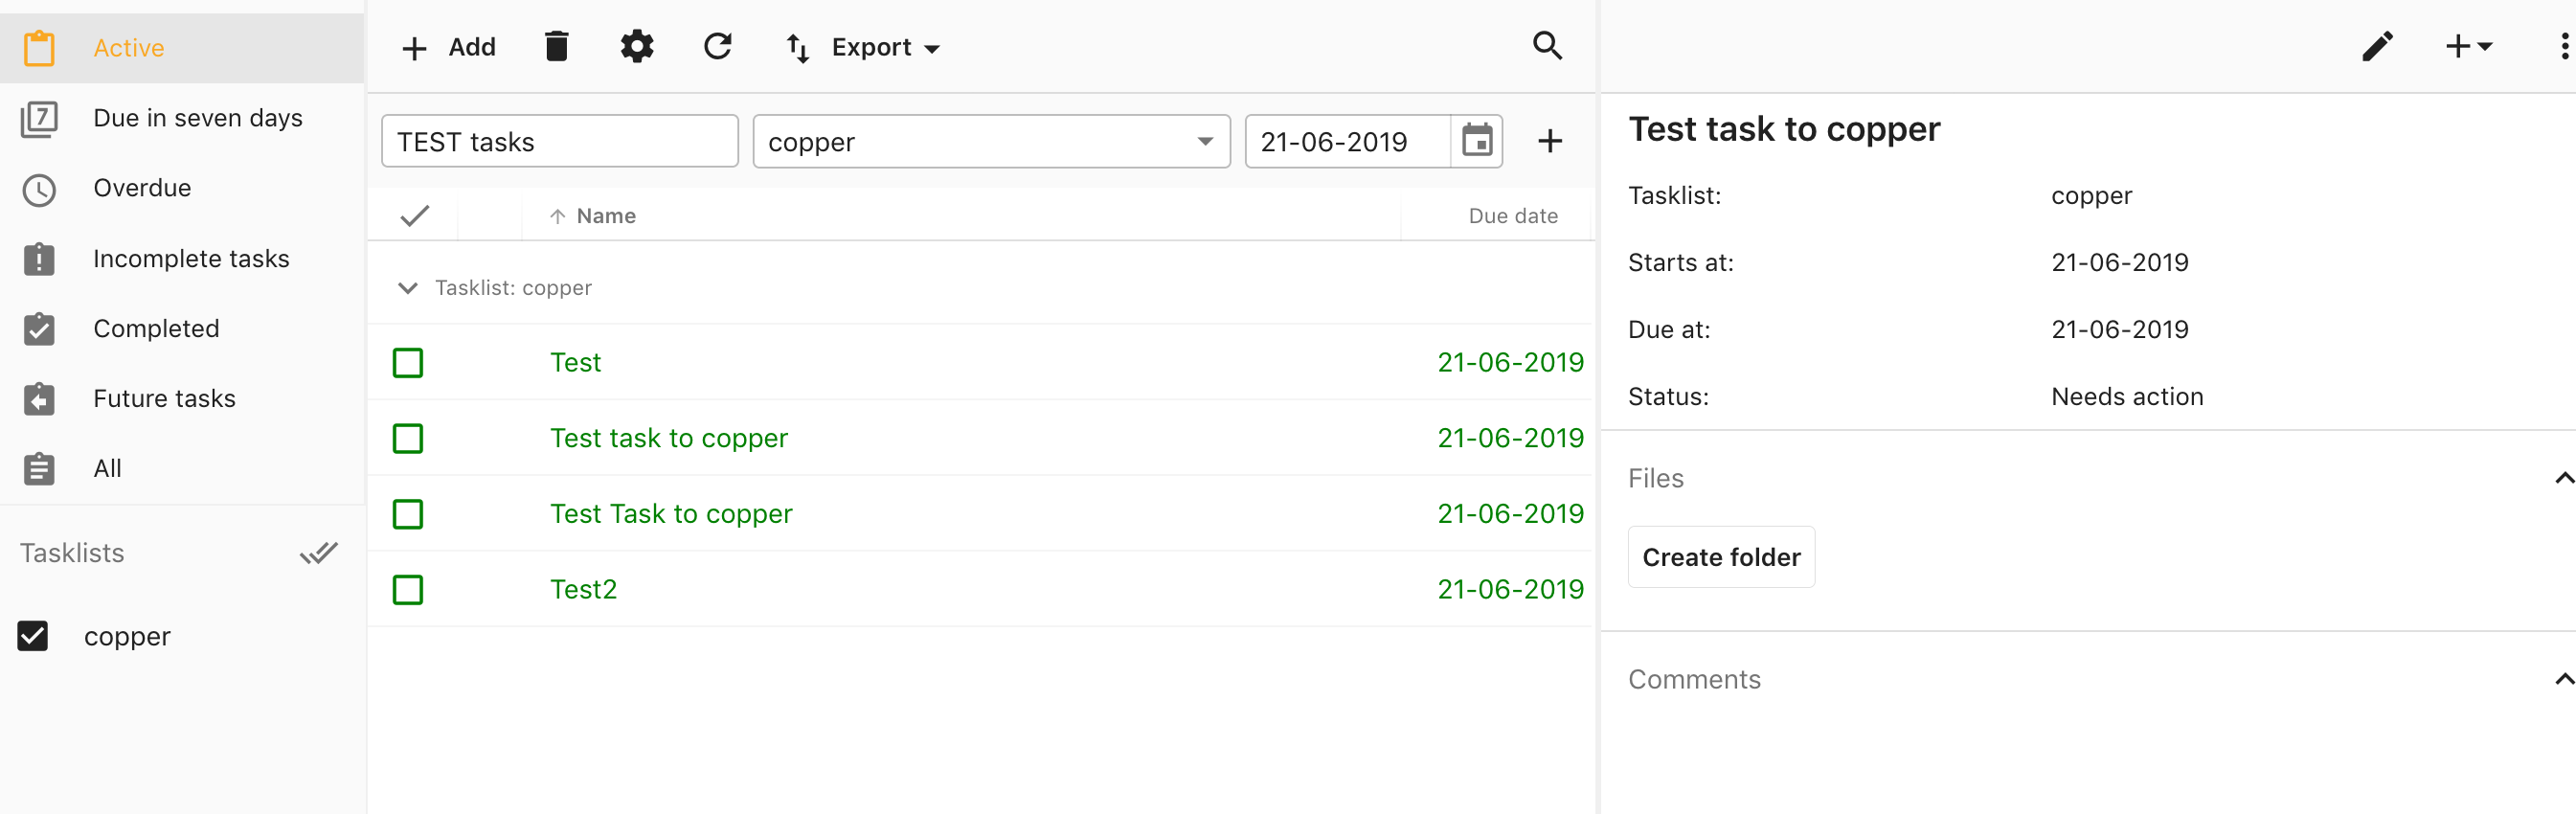 Active
7
Due in seven days
Overdue
Incomplete tasks
Completed
Future tasks
All
Tasklists
copper
Add
Export
TEST tasks
copper
21-06-2019
Name
Due date
Tasklist: copper
Test 21-06-2019
Test task to copper 21-06-2019
Test Task to copper 21-06-2019
Test2 21-06-2019
Test task to copper
Tasklist: copper
Starts at: 21-06-2019
Due at: 21-06-2019
Status: Needs action
Files
Create folder
Comments